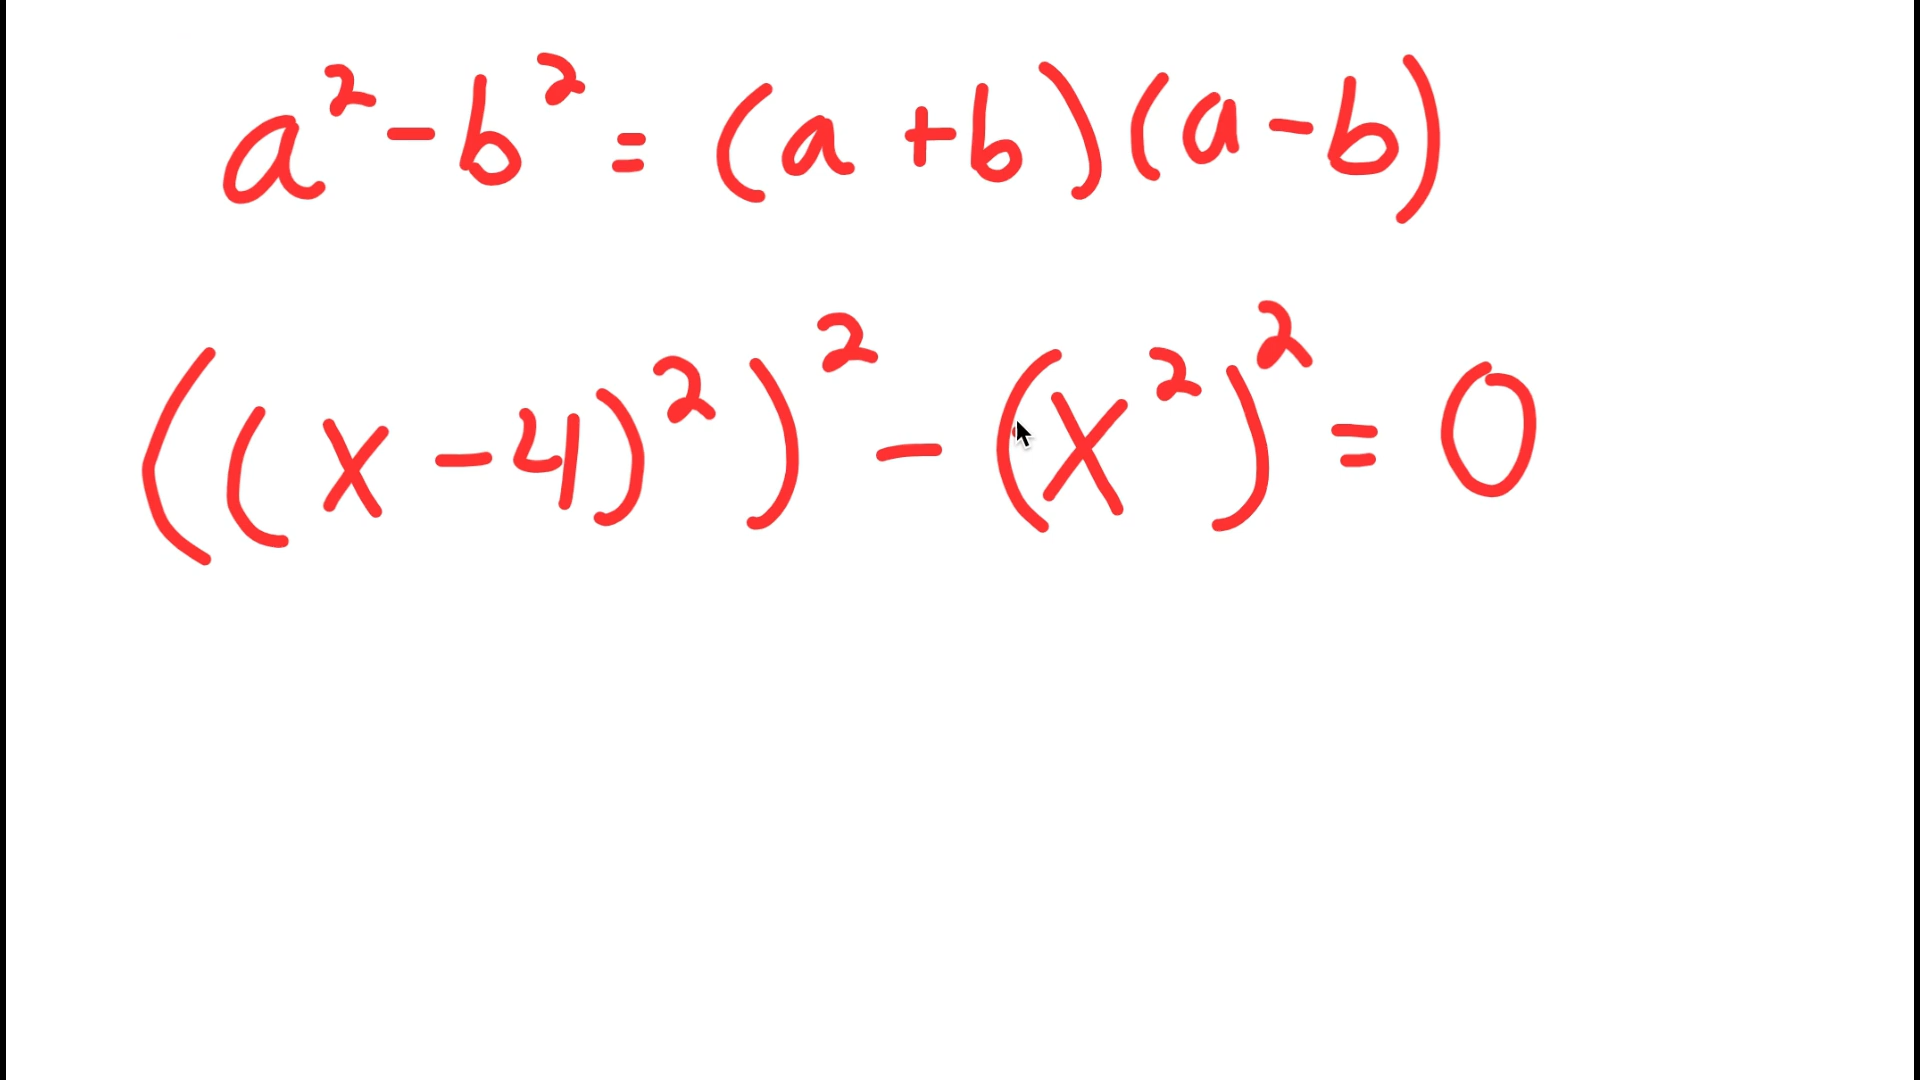 a² - b² = (a + b)(a - b)
((x - 4)²)² - (x²)² = 0